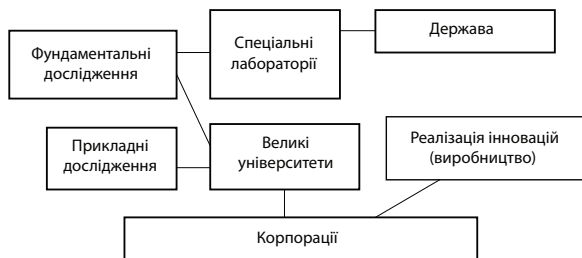 Фундаментальні
дослідження
Спеціальні
лабораторії
Держава
Прикладні
дослідження
Великі
університети
Реалізація інновацій
(виробництво)
Корпорації